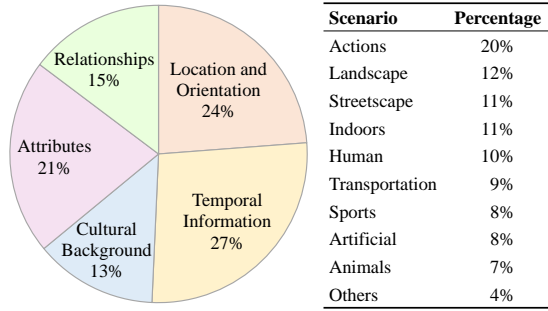 Relationships
15%
Location and
Orientation
24%
Attributes
21%
Temporal
Information
27%
Cultural
Background
13%
Scenario Percentage
Actions 20%
Landscape 12%
Streetscape 11%
Indoors 11%
Human 10%
Transportation 9%
Sports 8%
Artificial 8%
Animals 7%
Others 4%